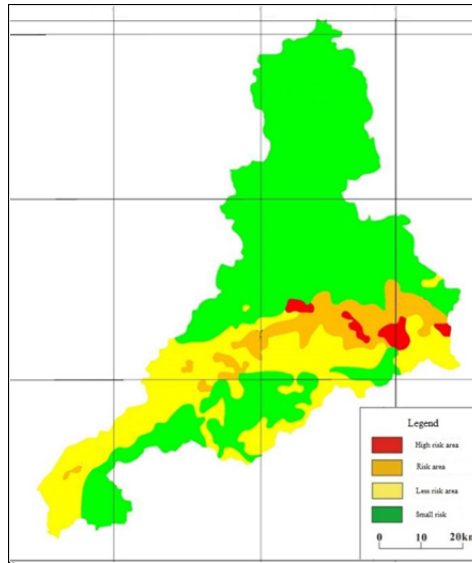 Legend
High risk area
Risk area
Less risk area
Small risk
0 10 20km